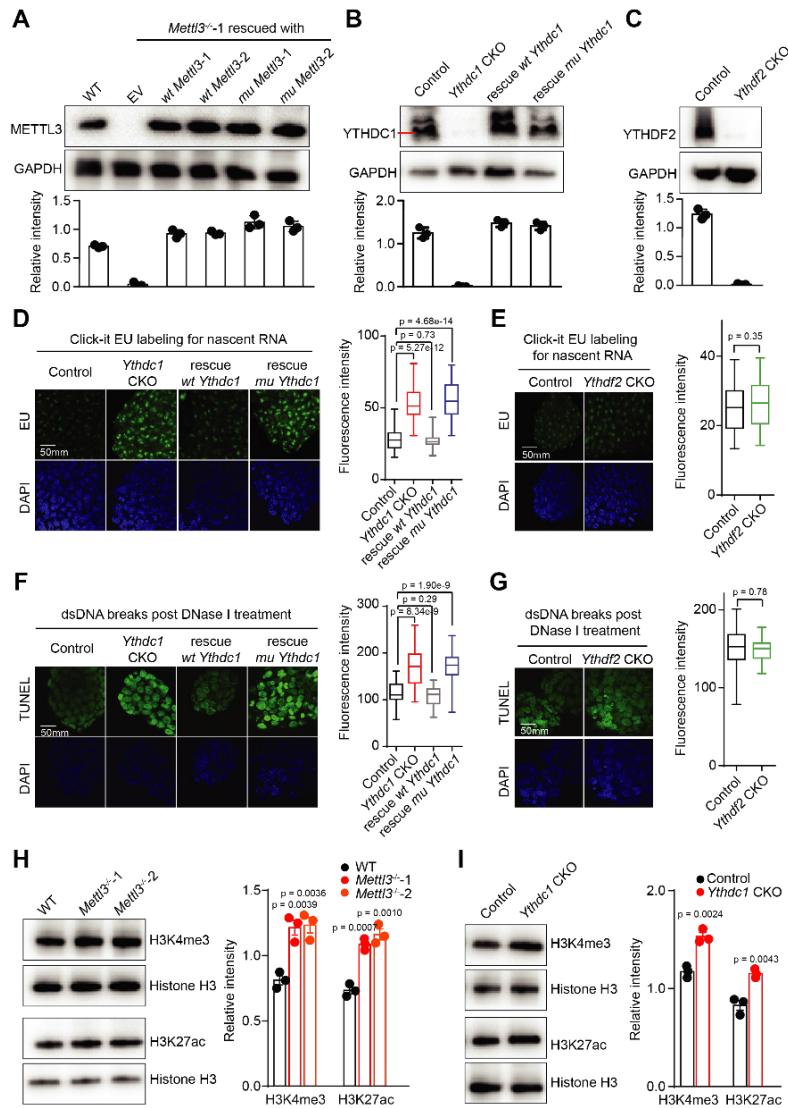 A
Mettl3-/--1 rescued with
WT
EV
wt Mettl3-1
wt Mettl3-2
mu Mettl3-1
mu Mettl3-2
METTL3
GAPDH
Relative intensity
1.5
1.0
0.5
0.0
B
Control
Ythdc1 CKO
rescue wt Ythdc1
rescue mu Ythdc1
YTHDC1
GAPDH
Relative intensity
2.0
1.0
0.0
C
Control
Ythdf2 CKO
YTHDF2
GAPDH
Relative intensity
1.5
1.0
0.5
0.0
D
Click-it EU labeling for nascent RNA
Control
Ythdc1 CKO
rescue wt Ythdc1
rescue mu Ythdc1
EU
50mm
DAPI
Fluorescence intensity
100
50
0
p = 4.68e-14
p = 0.73
p = 5.27e-12
Control
Ythdc1 CKO
rescue wt Ythdc1
rescue mu Ythdc1
E
Click-it EU labeling
for nascent RNA
Control
Ythdf2 CKO
EU
50mm
DAPI
Fluorescence intensity
40
20
0
p = 0.35
Control
Ythdf2 CKO
F
dsDNA breaks post DNase I treatment
Control
Ythdc1 CKO
rescue wt Ythdc1
rescue mu Ythdc1
TUNEL
50mm
DAPI
Fluorescence intensity
300
200
100
0
p = 1.90e-9
p = 0.29
p = 8.34e-9
Control
Ythdc1 CKO
rescue wt Ythdc1
rescue mu Ythdc1
G
dsDNA breaks post
DNase I treatment
Control
Ythdf2 CKO
TUNEL
50mm
DAPI
Fluorescence intensity
200
100
0
p = 0.78
Control
Ythdf2 CKO
H
WT
Mettl3-/--1
Mettl3-/--2
H3K4me3
Histone H3
H3K27ac
Histone H3
WT
Mettl3-/--1
Mettl3-/--2
Relative intensity
1.5
1.0
0.5
0.0
p = 0.0036
p = 0.0039
p = 0.0010
p = 0.0007
H3K4me3
H3K27ac
I
Control
Ythdc1 CKO
H3K4me3
Histone H3
H3K27ac
Histone H3
Control
Ythdc1 CKO
Relative intensity
2.0
1.0
0.0
p = 0.0024
p = 0.0043
H3K4me3
H3K27ac